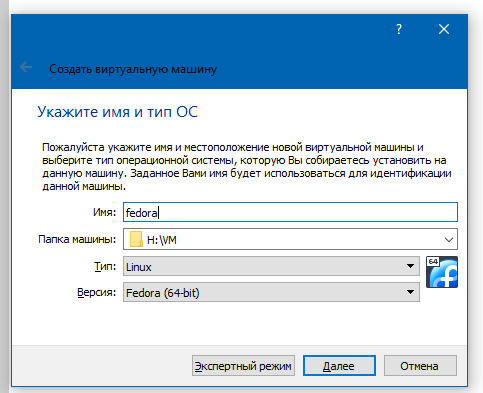 ?
Создать виртуальную машину
Укажите имя и тип ОС
Пожалуйста укажите имя и местоположение новой виртуальной машины и
выберите тип операционной системы, которую Вы собираетесь установить на
данную машину. Заданное Вами имя будет использоваться для идентификации
данной машины.
Имя: fedora
Папка машины: H:\VM
Тип: Linux
64
Версия: Fedora (64-bit)
Экспертный режим Далее Отмена